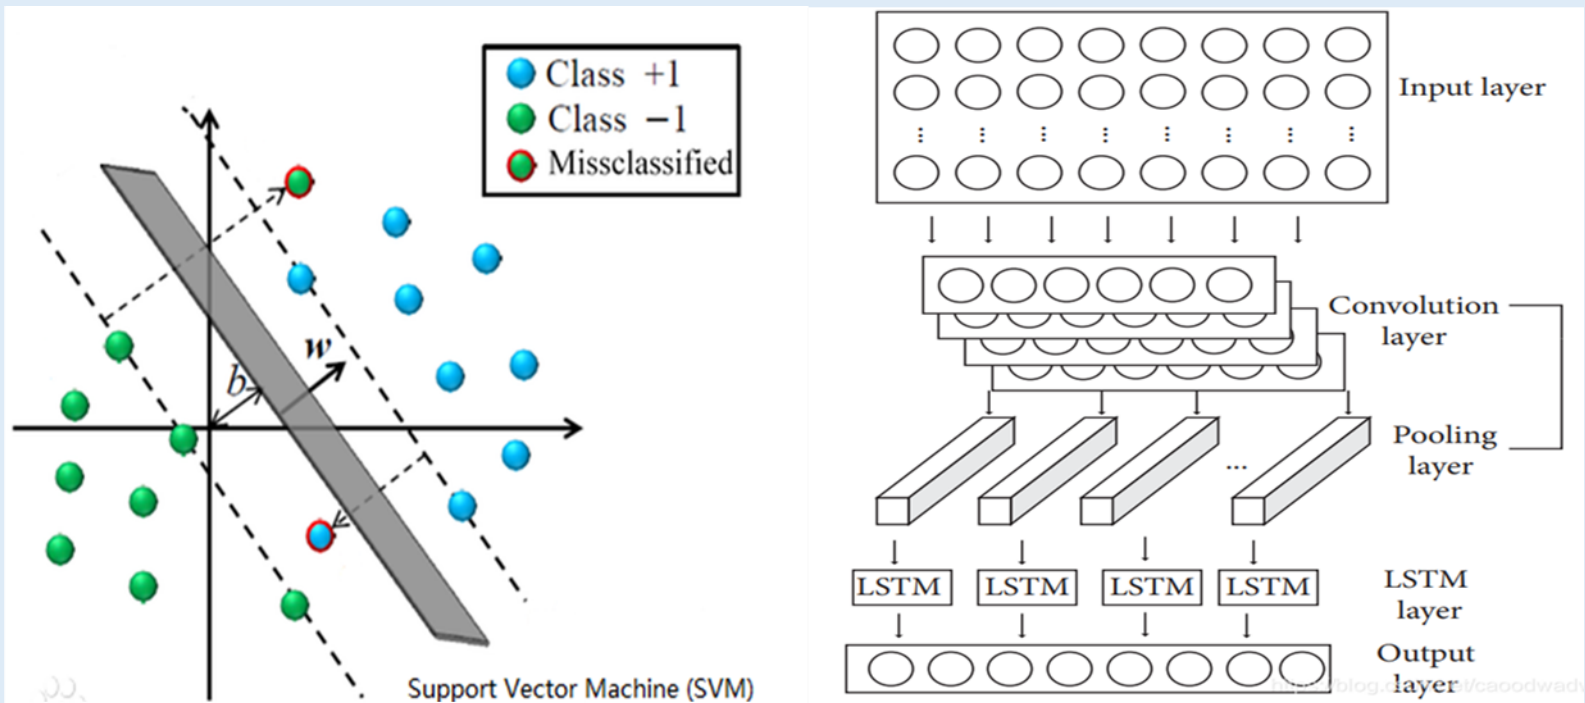 Class +1
Class −1
Missclassified
w
b
Support Vector Machine (SVM)
Input layer
Convolution
layer
Pooling
layer
...
LSTM LSTM LSTM LSTM
LSTM
layer
Output
layer